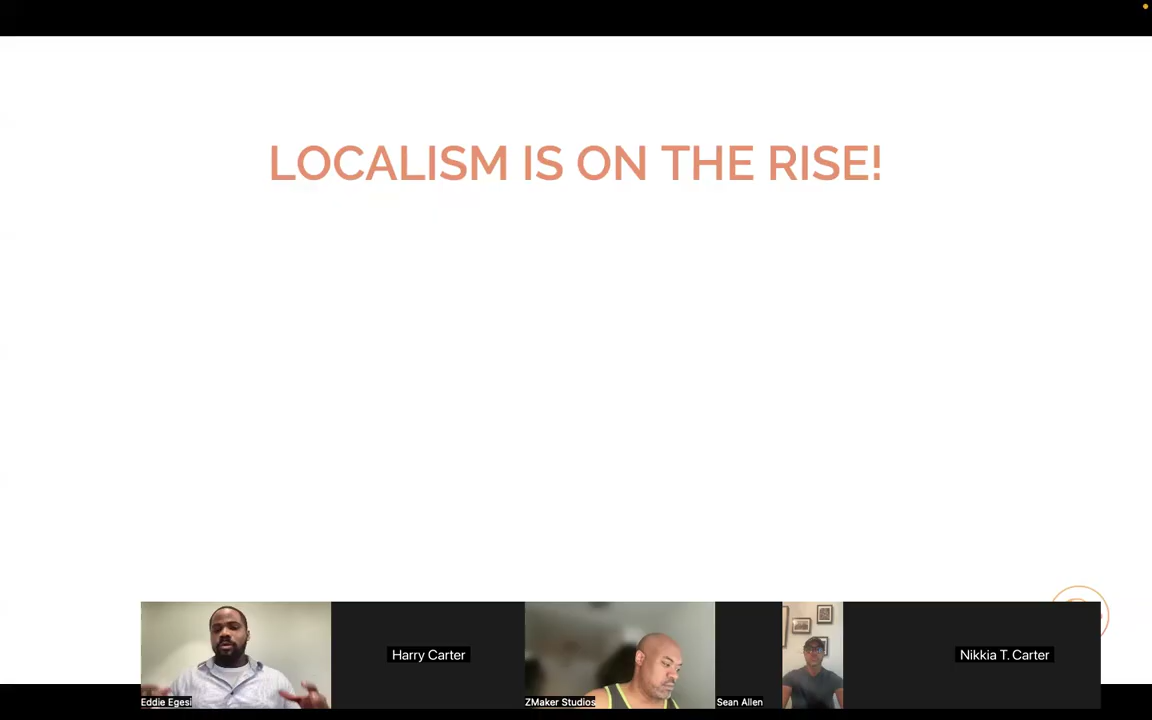 LOCALISM IS ON THE RISE!
Harry Carter
Nikkia T. Carter
Eddie Egesi
ZMaker Studios
Sean Allen